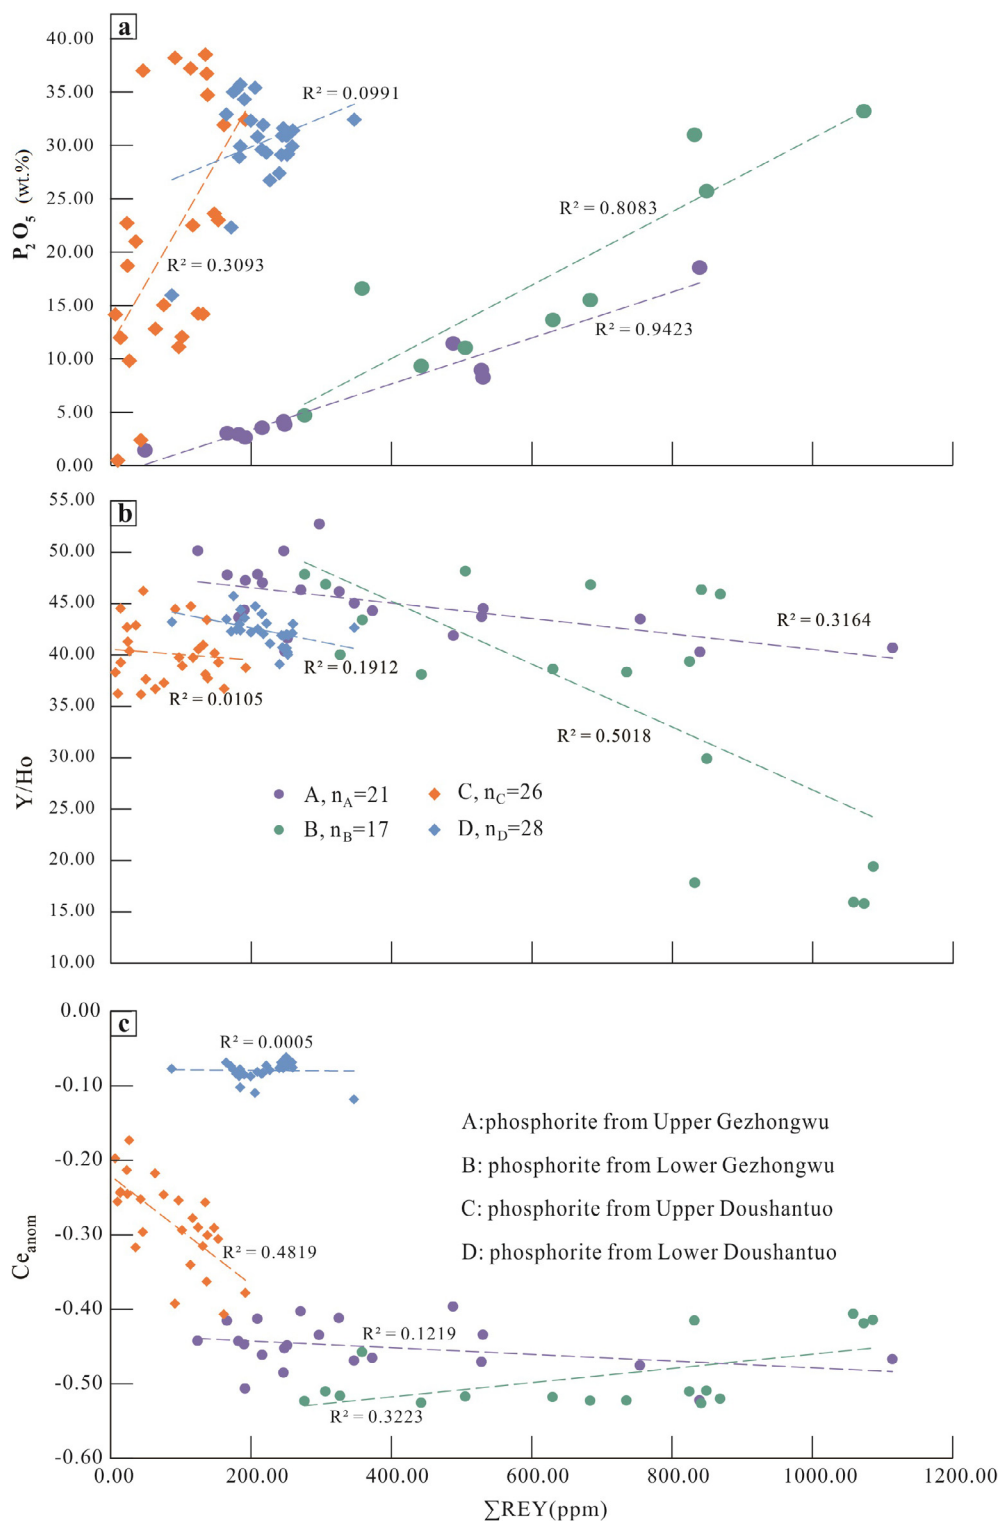 a
40.00
35.00
30.00
25.00
20.00
15.00
10.00
5.00
0.00
P2O5 (wt.%)
R² = 0.0991
R² = 0.8083
R² = 0.3093
R² = 0.9423
b
55.00
50.00
45.00
40.00
35.00
30.00
25.00
20.00
15.00
10.00
Y/Ho
R² = 0.3164
R² = 0.1912
R² = 0.0105
R² = 0.5018
A, nA=21
C, nC=26
B, nB=17
D, nD=28
c
0.00
-0.10
-0.20
-0.30
-0.40
-0.50
-0.60
Ceanom
R² = 0.0005
A:phosphorite from Upper Gezhongwu
B: phosphorite from Lower Gezhongwu
C: phosphorite from Upper Doushantuo
D: phosphorite from Lower Doushantuo
R² = 0.4819
R² = 0.1219
R² = 0.3223
0.00 200.00 400.00 600.00 800.00 1000.00 1200.00
∑REY(ppm)